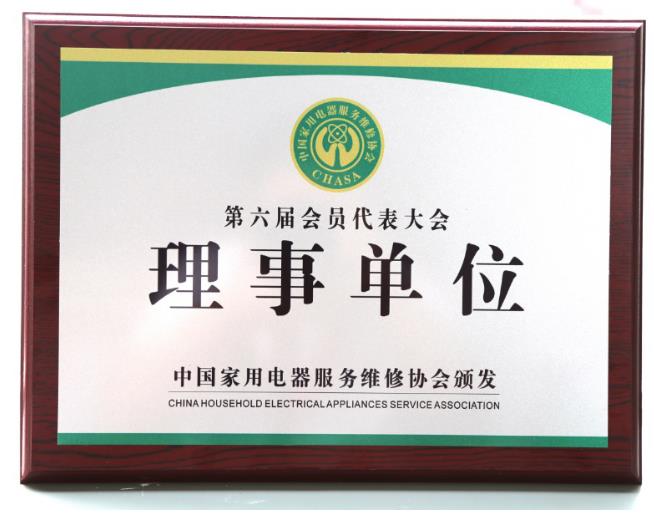 中国家用电器服务维修协会
CHASA
第六届会员代表大会
理事单位
中国家用电器服务维修协会颁发
CHINA HOUSEHOLD ELECTRICAL APPLIANCES SERVICE ASSOCIATION